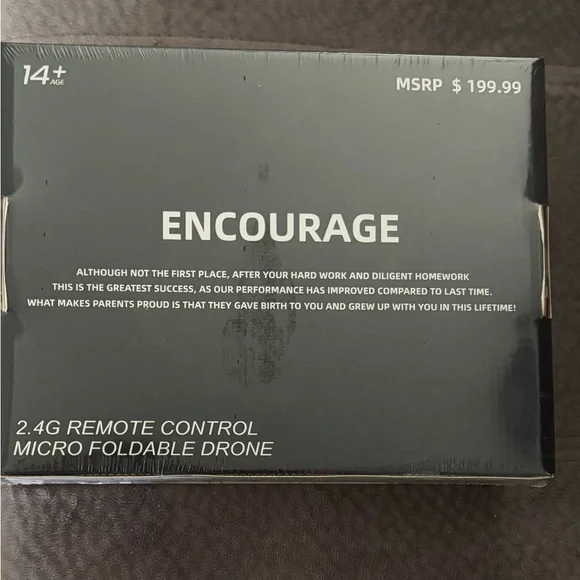 14+
AGE
MSRP $ 199.99
ENCOURAGE
ALTHOUGH NOT THE FIRST PLACE, AFTER YOUR HARD WORK AND DILIGENT HOMEWORK
THIS IS THE GREATEST SUCCESS, AS OUR PERFORMANCE HAS IMPROVED COMPARED TO LAST TIME.
WHAT MAKES PARENTS PROUD IS THAT THEY GAVE BIRTH TO YOU AND GREW UP WITH YOU IN THIS LIFETIME!
2.4G REMOTE CONTROL
MICRO FOLDABLE DRONE